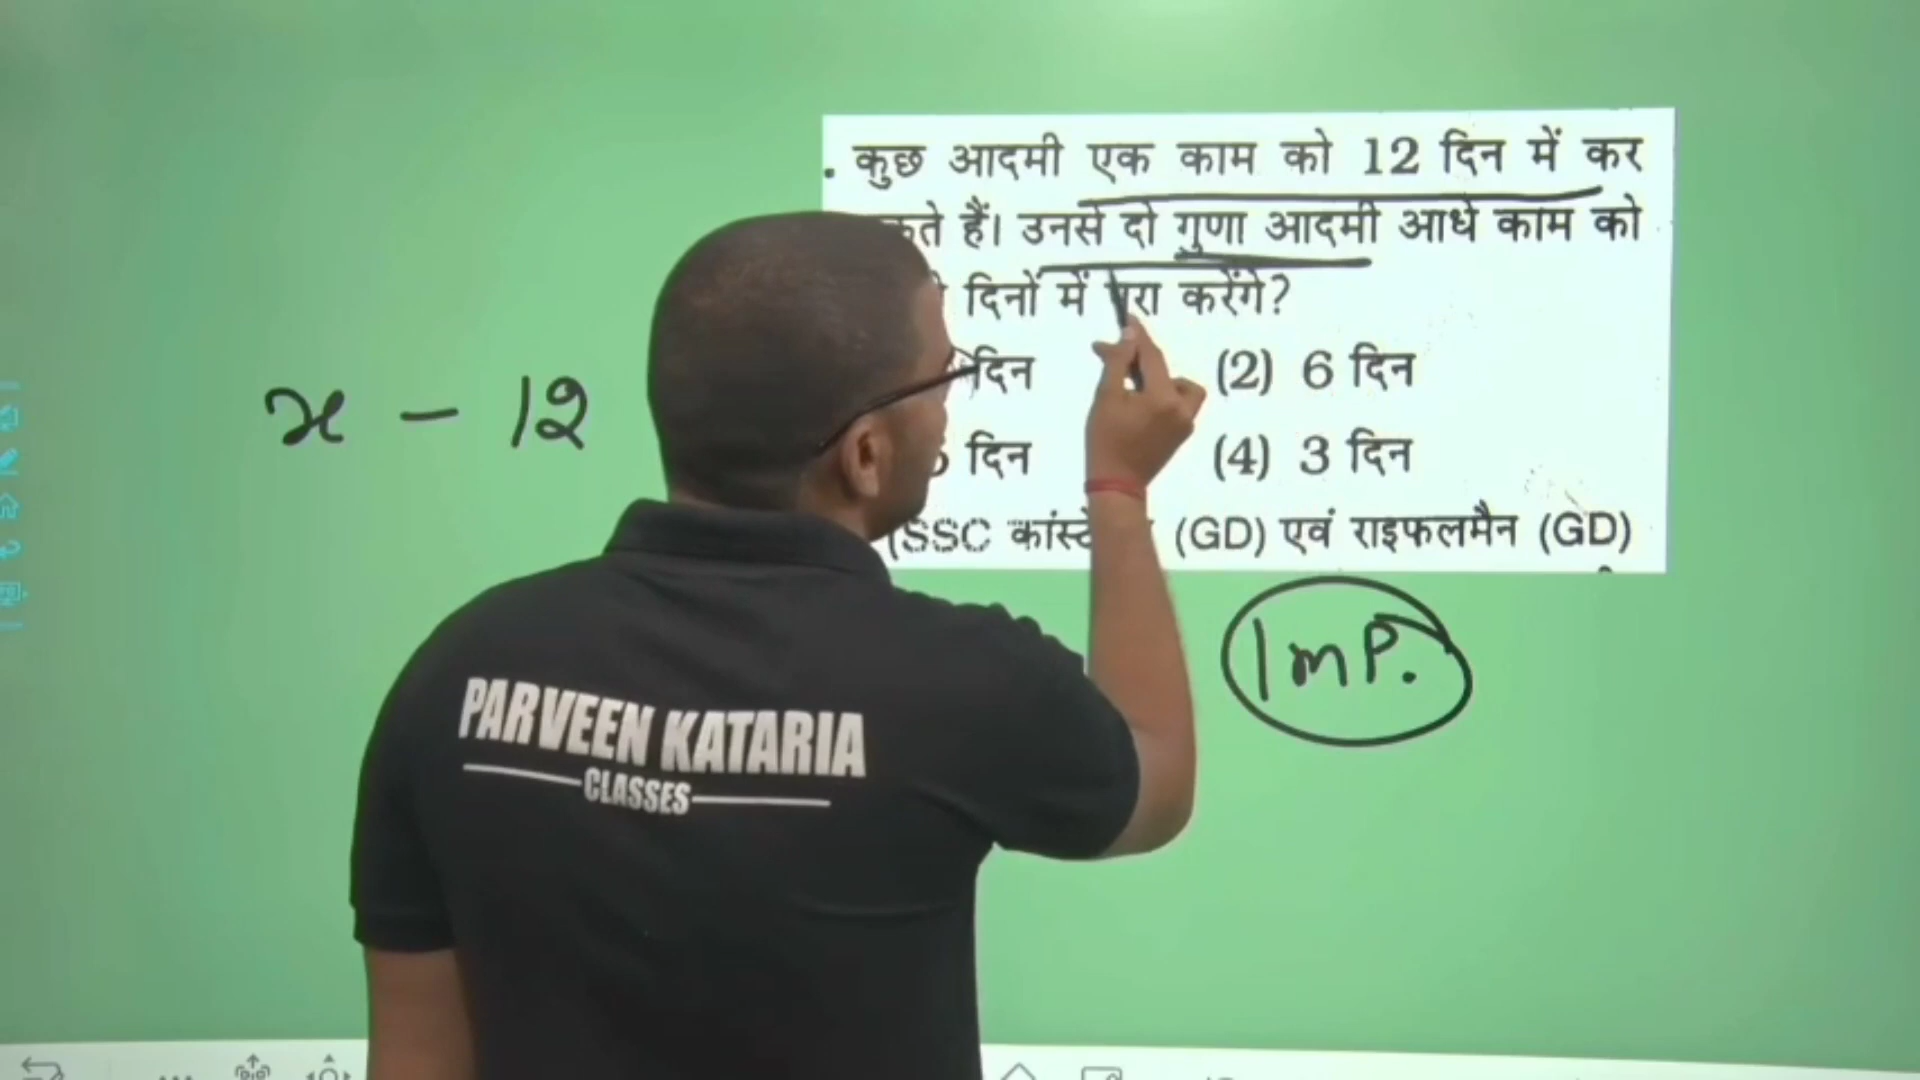 . कुछ आदमी एक काम को 12 दिन में कर
हैं। उनसे दो गुणा आदमी आधे काम को
दिनों में करेंगे?
दिन (2) 6 दिन
दिन (4) 3 दिन
(SSC (GD) एवं राइफलमैन (GD)
x - 12
Imp.
PARVEEN KATARIA
CLASSES